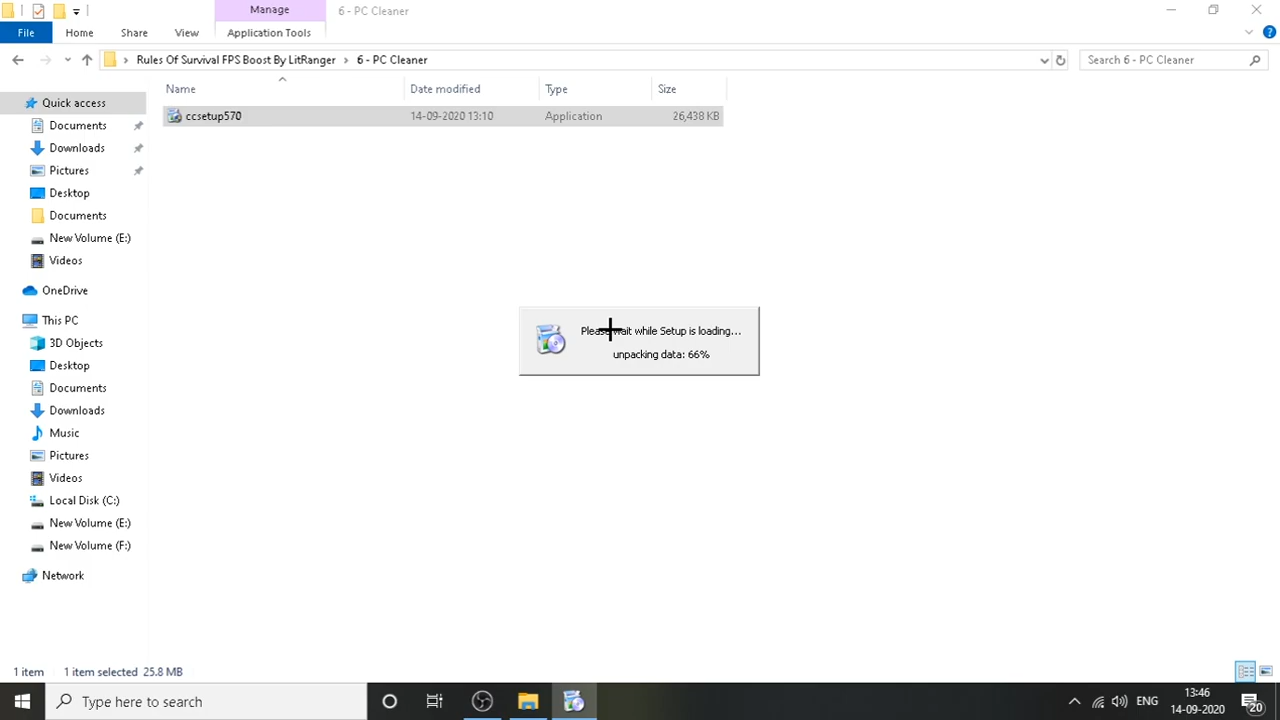 Manage
6 - PC Cleaner
File
Home
Share
View
Application Tools
Rules Of Survival FPS Boost By LitRanger
6 - PC Cleaner
Search 6 - PC Cleaner
Name
Date modified
Type
Size
ccsetup570
14-09-2020 13:10
Application
26,438 KB
Quick access
Documents
Downloads
Pictures
Desktop
Documents
New Volume (E:)
Videos
OneDrive
This PC
3D Objects
Desktop
Documents
Downloads
Music
Pictures
Videos
Local Disk (C:)
New Volume (E:)
New Volume (F:)
Network
Please wait while Setup is loading...
unpacking data: 66%
1 item
1 item selected 25.8 MB
Type here to search
ENG
13:46
14-09-2020
20